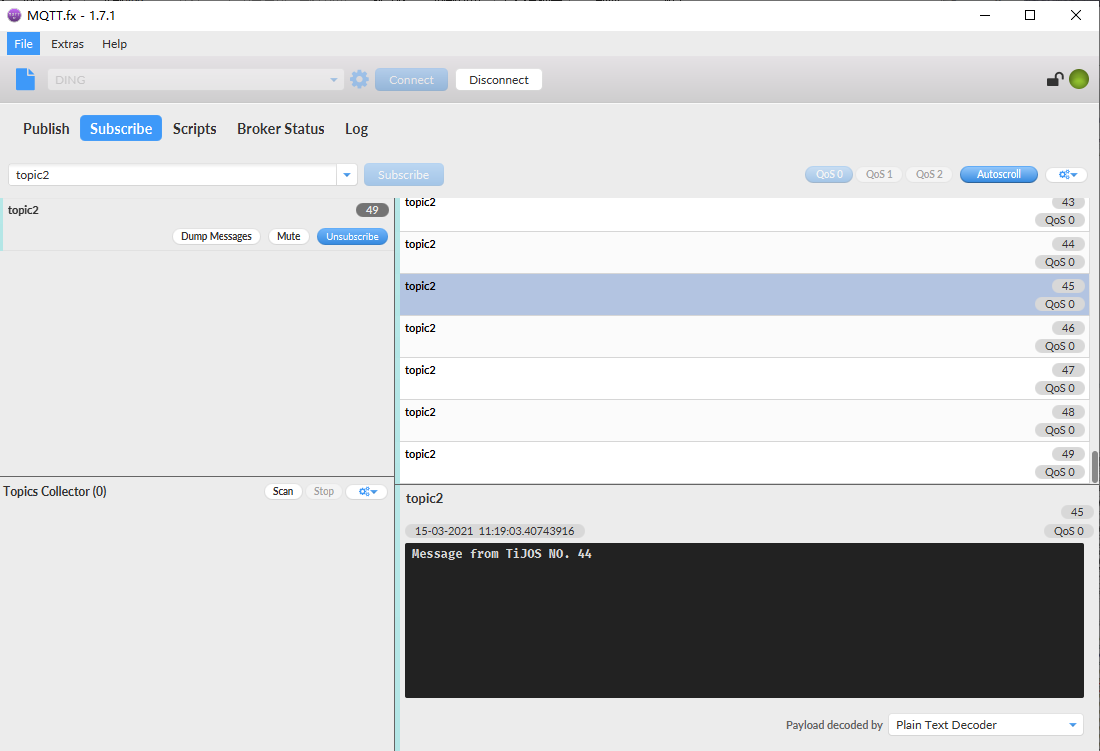 MQTT.fx - 1.7.1
File Extras Help
DING Connect Disconnect
Publish Subscribe Scripts Broker Status Log
topic2 Subscribe QoS 0 QoS 1 QoS 2 Autoscroll
topic2 49
Dump Messages Mute Unsubscribe
topic2 43
QoS 0
topic2 44
QoS 0
topic2 45
QoS 0
topic2 46
QoS 0
topic2 47
QoS 0
topic2 48
QoS 0
topic2 49
QoS 0
Topics Collector (0) Scan Stop
topic2
45
15-03-2021 11:19:03.40743916 QoS 0
Message from TiJOS NO. 44
Payload decoded by Plain Text Decoder